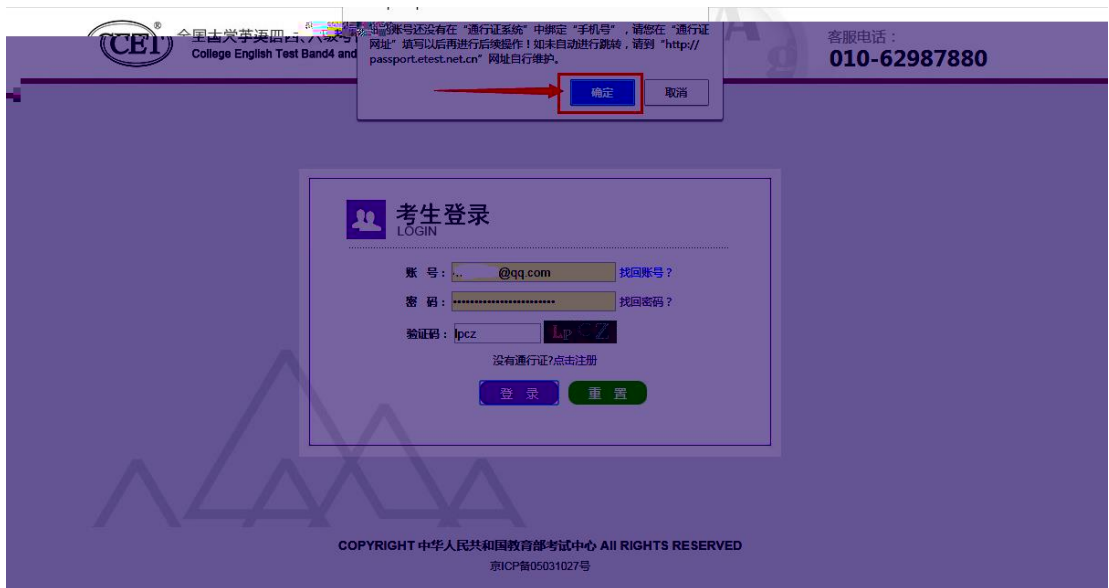 CET ®
全国大学英语四
College English Test Band4 and
账号还没有在“通行证系统”中绑定“手机号”，请您在“通行证
网址”填写以后再进行后续操作！如未自动进行跳转，请到“http://
passport.etest.net.cn”网址自行维护。
确定 取消
客服电话：
010-62987880
考生登录
LOGIN
账 号： @qq.com 找回账号？
密 码： 找回密码？
验证码： lpcz LpCZ
没有通行证?点击注册
登 录 重 置
COPYRIGHT 中华人民共和国教育部考试中心 All RIGHTS RESERVED
京ICP备05031027号